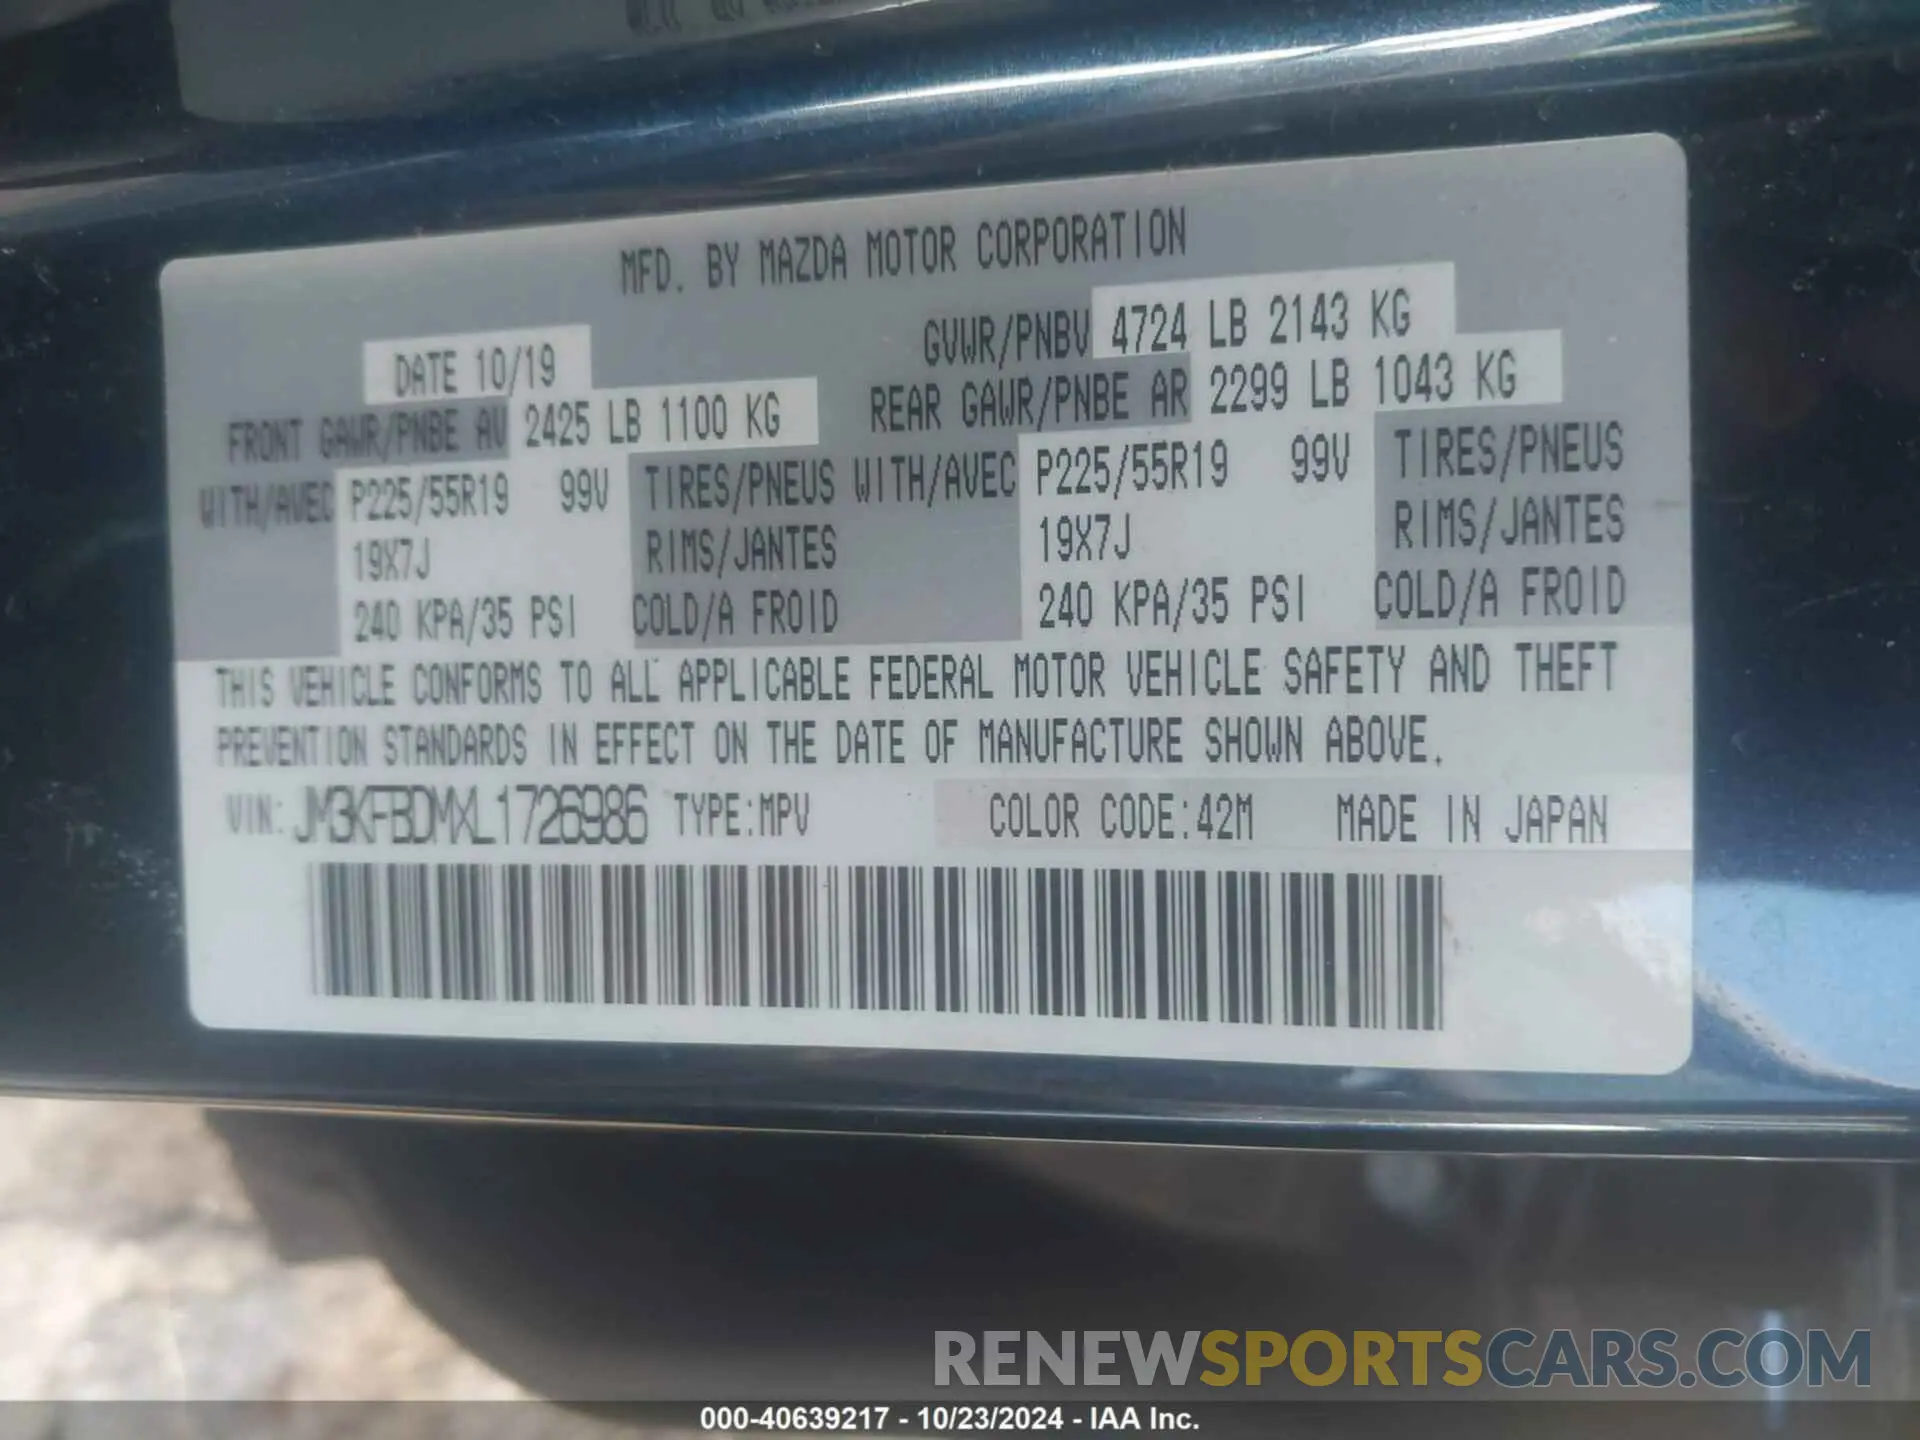 MFD. BY MAZDA MOTOR CORPORATION
DATE 10/19 GVWR/PNBV 4724 LB 2143 KG
FRONT GAWR/PNBE AV 2425 LB 1100 KG REAR GAWR/PNBE AR 2299 LB 1043 KG
WITH/AVEC P225/55R19 99V TIRES/PNEUS WITH/AVEC P225/55R19 99V TIRES/PNEUS
19X7J RIMS/JANTES 19X7J RIMS/JANTES
240 KPA/35 PSI COLD/A FROID 240 KPA/35 PSI COLD/A FROID
THIS VEHICLE CONFORMS TO ALL APPLICABLE FEDERAL MOTOR VEHICLE SAFETY AND THEFT
PREVENTION STANDARDS IN EFFECT ON THE DATE OF MANUFACTURE SHOWN ABOVE.
VIN: JM3KFBDMXL1726986 TYPE:MPV COLOR CODE:42M MADE IN JAPAN
RENEWSPORTSCARS.COM
000-40639217 - 10/23/2024 - IAA Inc.